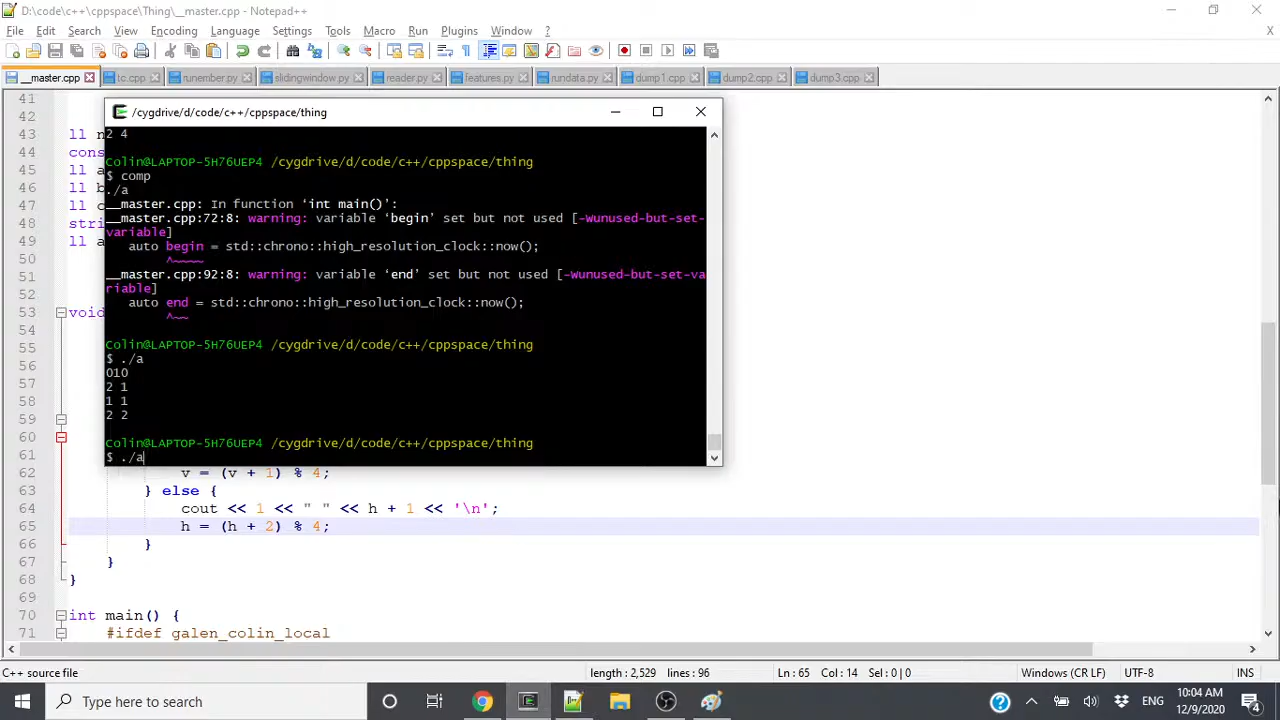 D:\code\c++\cppspace\Thing\__master.cpp - Notepad++
File Edit Search View Encoding Language Settings Tools Macro Run Plugins Window ?
X
__master.cpp tc.cpp runember.py slidingwindow.py reader.py features.py rundata.py dump1.cpp dump2.cpp dump3.cpp
41
/cygdrive/d/code/c++/cppspace/thing
42
43 ll n
44 cons
45 ll a
46 ll b
47 ll c
48 stri
49 ll a
50
51
52
53 void
54
55
56
57
58
59
60
61
2 4
Colin@LAPTOP-5H76UEP4 /cygdrive/d/code/c++/cppspace/thing
$ comp
./a
__master.cpp: In function ‘int main()’:
__master.cpp:72:8: warning: variable ‘begin’ set but not used [-Wunused-but-set-
variable]
auto begin = std::chrono::high_resolution_clock::now();
^~~~~
__master.cpp:92:8: warning: variable ‘end’ set but not used [-Wunused-but-set-va
riable]
auto end = std::chrono::high_resolution_clock::now();
^~~
Colin@LAPTOP-5H76UEP4 /cygdrive/d/code/c++/cppspace/thing
$ ./a
010
2 1
1 1
2 2
Colin@LAPTOP-5H76UEP4 /cygdrive/d/code/c++/cppspace/thing
$ ./a
62 v = (v + 1) % 4;
63 } else {
64 cout << 1 << " " << h + 1 << '\n';
65 h = (h + 2) % 4;
66 }
67 }
68 }
69
70 int main() {
71 #ifdef galen_colin_local
C++ source file length : 2,529 lines : 96 Ln : 65 Col : 14 Sel : 0 | 0 Windows (CR LF) UTF-8 INS
Type here to search
ENG
10:04 AM
12/9/2020
4